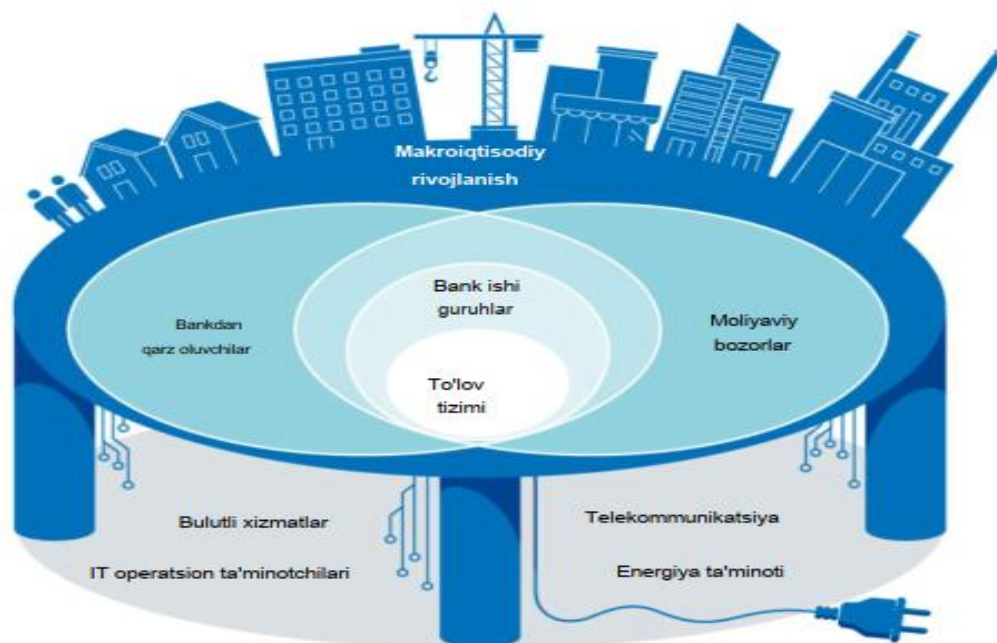 Makroiqtisodiy
rivojlanish
Bank ishi
guruhlar
Bankdan
qarz oluvchilar
Moliyaviy
bozorlar
To'lov
tizimi
Bulutli xizmatlar
Telekommunikatsiya
IT operatsion ta'minotchilari
Energiya ta'minoti